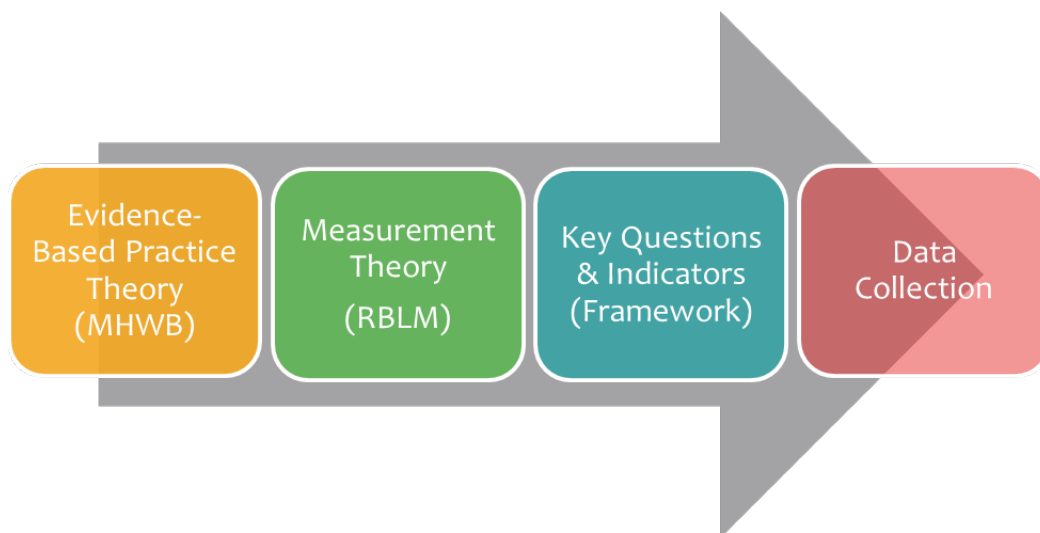 Evidence-
Based Practice
Theory
(MHWB)
Measurement
Theory
(RBLM)
Key Questions
& Indicators
(Framework)
Data
Collection